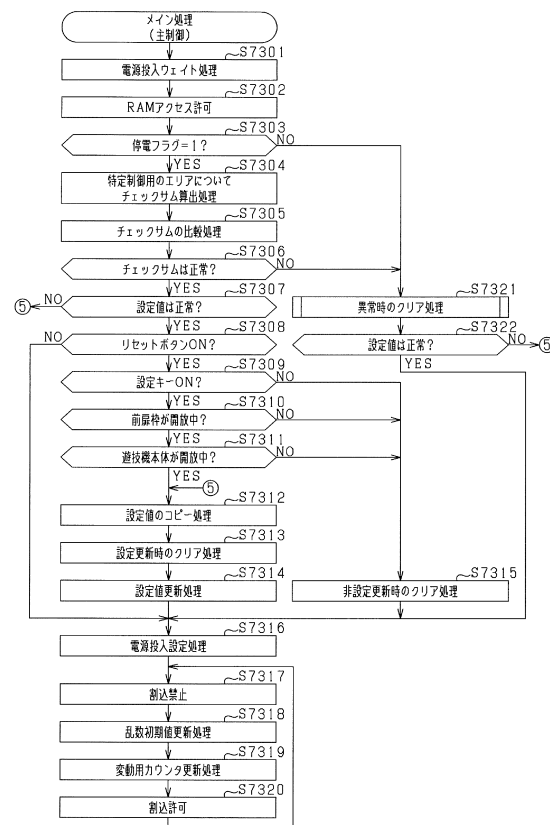 メイン処理
(主制御)
S7301
電源投入ウェイト処理
S7302
RAMアクセス許可
S7303
停電フラグ=1?
NO
YES
S7304
特定制御用のエリアについて
チェックサム算出処理
S7305
チェックサムの比較処理
S7306
チェックサムは正常?
NO
YES
S7307
設定値は正常?
NO
⑤
YES
S7321
異常時のクリア処理
S7322
設定値は正常?
NO
⑤
YES
S7308
リセットボタンON?
NO
YES
S7309
設定キーON?
NO
YES
S7310
前扉枠が開放中?
NO
YES
S7311
遊技機本体が開放中?
NO
YES
⑤
S7312
設定値のコピー処理
S7313
設定更新時のクリア処理
S7314
設定値更新処理
S7315
非設定更新時のクリア処理
S7316
電源投入設定処理
S7317
割込禁止
S7318
乱数初期値更新処理
S7319
変動用カウンタ更新処理
S7320
割込許可